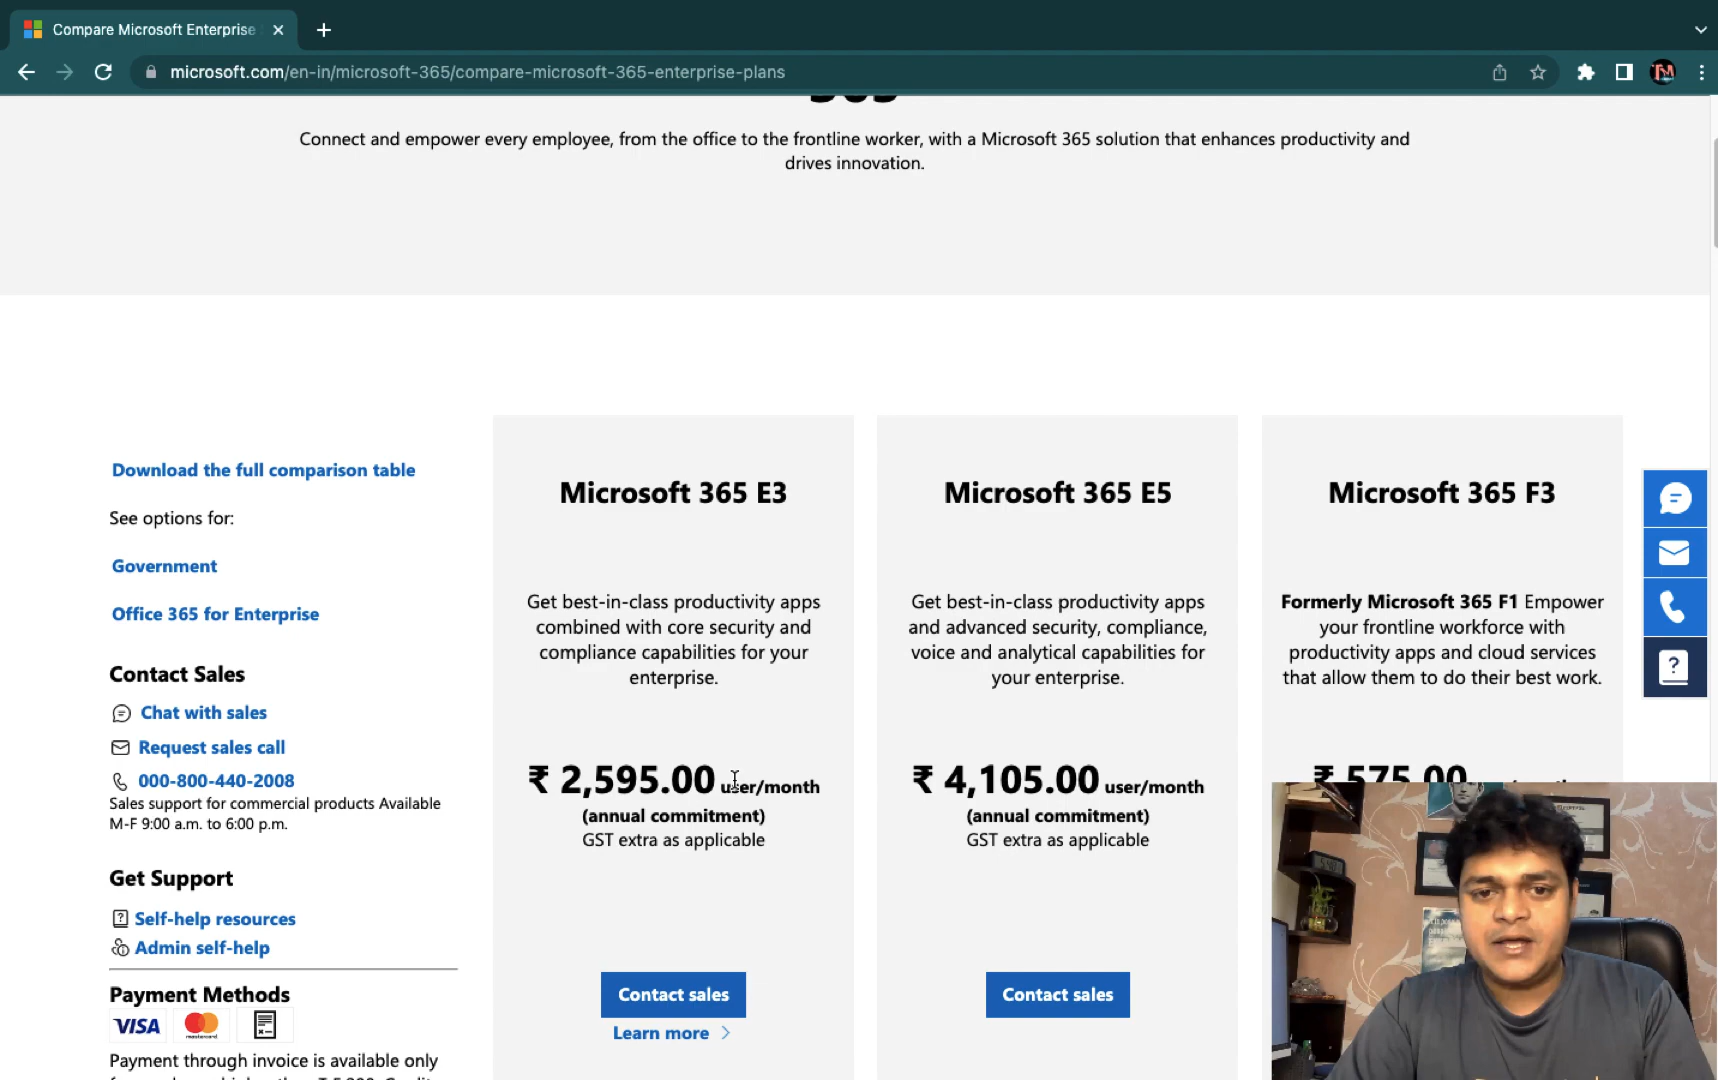 Compare Microsoft Enterprise
microsoft.com/en-in/microsoft-365/compare-microsoft-365-enterprise-plans
TM
365
Connect and empower every employee, from the office to the frontline worker, with a Microsoft 365 solution that enhances productivity and
drives innovation.
Download the full comparison table
See options for:
Government
Office 365 for Enterprise
Contact Sales
Chat with sales
Request sales call
000-800-440-2008
Sales support for commercial products Available
M-F 9:00 a.m. to 6:00 p.m.
Get Support
Self-help resources
Admin self-help
Payment Methods
VISA
mastercard
Payment through invoice is available only
Microsoft 365 E3
Get best-in-class productivity apps
combined with core security and
compliance capabilities for your
enterprise.
₹ 2,595.00 user/month
(annual commitment)
GST extra as applicable
Contact sales
Learn more
Microsoft 365 E5
Get best-in-class productivity apps
and advanced security, compliance,
voice and analytical capabilities for
your enterprise.
₹ 4,105.00 user/month
(annual commitment)
GST extra as applicable
Contact sales
Microsoft 365 F3
Formerly Microsoft 365 F1 Empower
your frontline workforce with
productivity apps and cloud services
that allow them to do their best work.
₹ 575.00